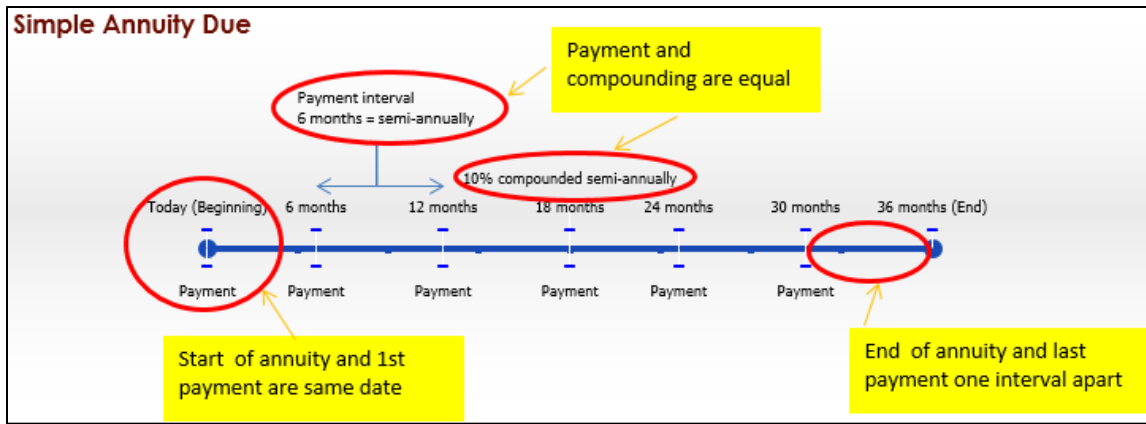 Simple Annuity Due
Payment and
compounding are equal
Payment interval
6 months = semi-annually
10% compounded semi-annually
Today (Beginning) 6 months 12 months 18 months 24 months 30 months 36 months (End)
Payment Payment Payment Payment Payment Payment
Start of annuity and 1st
payment are same date
End of annuity and last
payment one interval apart